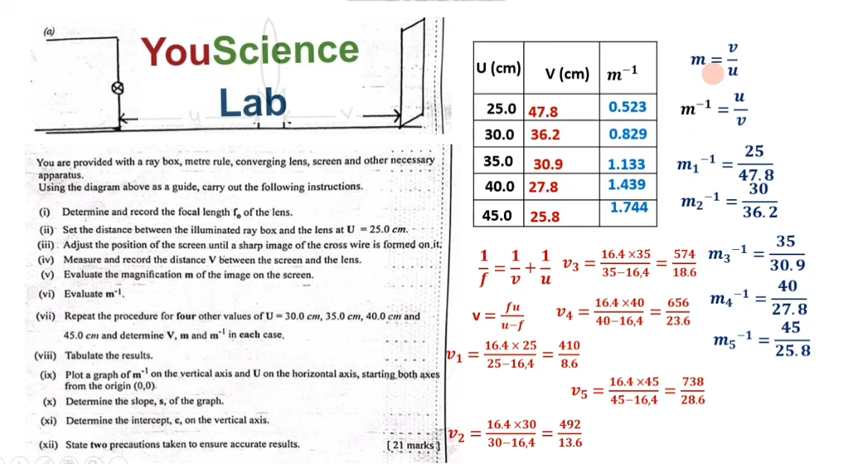 (a)
YouScience
Lab
You are provided with a ray box, metre rule, converging lens, screen and other necessary
apparatus.
Using the diagram above as a guide, carry out the following instructions.
(i) Determine and record the focal length f₀ of the lens.
(ii) Set the distance between the illuminated ray box and the lens at U = 25.0 cm.
(iii) Adjust the position of the screen until a sharp image of the cross wire is formed on it.
(iv) Measure and record the distance V between the screen and the lens.
(v) Evaluate the magnification m of the image on the screen.
(vi) Evaluate m⁻¹.
(vii) Repeat the procedure for four other values of U = 30.0 cm, 35.0 cm, 40.0 cm and
45.0 cm and determine V, m and m⁻¹ in each case.
(viii) Tabulate the results.
(ix) Plot a graph of m⁻¹ on the vertical axis and U on the horizontal axis, starting both axes
from the origin (0,0)
(x) Determine the slope, s, of the graph.
(xi) Determine the intercept, c, on the vertical axis.
(xii) State two precautions taken to ensure accurate results. [21 marks]
U (cm) V (cm) m⁻¹
25.0 47.8 0.523
30.0 36.2 0.829
35.0 30.9 1.133
40.0 27.8 1.439
45.0 25.8 1.744
m = v/u
m⁻¹ = u/v
m₁⁻¹ = 25/47.8
m₂⁻¹ = 30/36.2
m₃⁻¹ = 35/30.9
m₄⁻¹ = 40/27.8
m₅⁻¹ = 45/25.8
1/f = 1/v + 1/u
v = fu/u-f
v₁ = 16.4 × 25/25-16,4 = 410/8.6
v₂ = 16.4 ×30/30-16,4 = 492/13.6
v₃ = 16.4 ×35/35-16,4 = 574/18.6
v₄ = 16.4 ×40/40-16,4 = 656/23.6
v₅ = 16.4 ×45/45-16,4 = 738/28.6